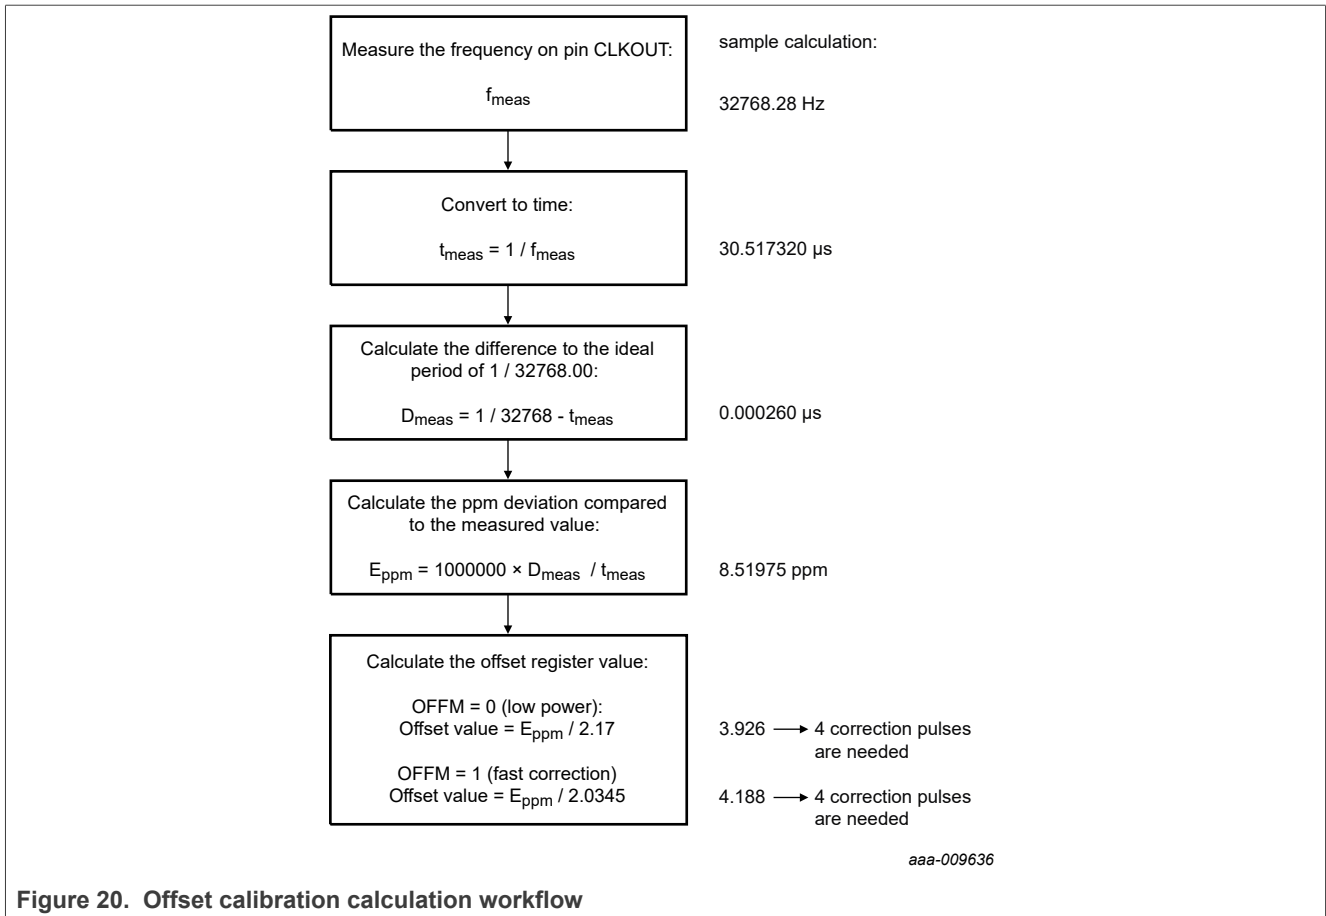 Measure the frequency on pin CLKOUT:
fmeas
sample calculation:
32768.28 Hz
Convert to time:
tmeas = 1 / fmeas
30.517320 μs
Calculate the difference to the ideal
period of 1 / 32768.00:
Dmeas = 1 / 32768 - tmeas
0.000260 μs
Calculate the ppm deviation compared
to the measured value:
Eppm = 1000000 × Dmeas / tmeas
8.51975 ppm
Calculate the offset register value:
OFFM = 0 (low power):
Offset value = Eppm / 2.17
3.926 → 4 correction pulses
are needed
OFFM = 1 (fast correction)
Offset value = Eppm / 2.0345
4.188 → 4 correction pulses
are needed
aaa-009636
Figure 20. Offset calibration calculation workflow